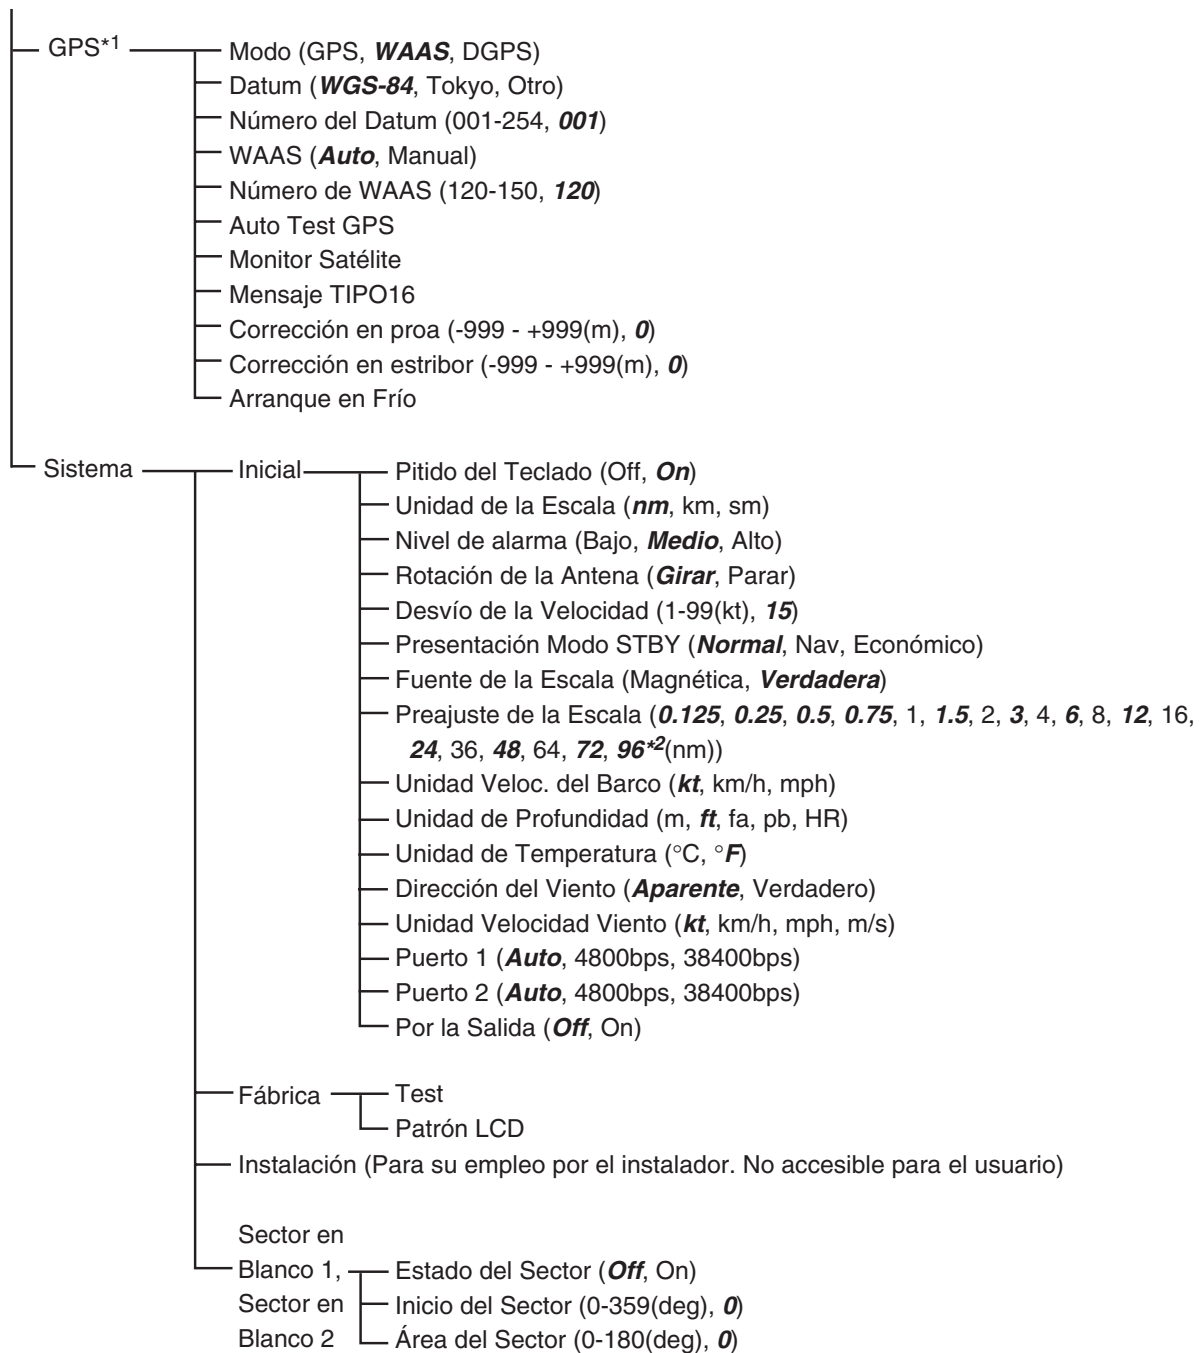 GPS*1
Modo (GPS, WAAS, DGPS)
Datum (WGS-84, Tokyo, Otro)
Número del Datum (001-254, 001)
WAAS (Auto, Manual)
Número de WAAS (120-150, 120)
Auto Test GPS
Monitor Satélite
Mensaje TIPO16
Corrección en proa (-999 - +999(m), 0)
Corrección en estribor (-999 - +999(m), 0)
Arranque en Frío
Sistema
Inicial
Pitido del Teclado (Off, On)
Unidad de la Escala (nm, km, sm)
Nivel de alarma (Bajo, Medio, Alto)
Rotación de la Antena (Girar, Parar)
Desvío de la Velocidad (1-99(kt), 15)
Presentación Modo STBY (Normal, Nav, Económico)
Fuente de la Escala (Magnética, Verdadera)
Preajuste de la Escala (0.125, 0.25, 0.5, 0.75, 1, 1.5, 2, 3, 4, 6, 8, 12, 16,
24, 36, 48, 64, 72, 96*2(nm))
Unidad Veloc. del Barco (kt, km/h, mph)
Unidad de Profundidad (m, ft, fa, pb, HR)
Unidad de Temperatura (°C, °F)
Dirección del Viento (Aparente, Verdadero)
Unidad Velocidad Viento (kt, km/h, mph, m/s)
Puerto 1 (Auto, 4800bps, 38400bps)
Puerto 2 (Auto, 4800bps, 38400bps)
Por la Salida (Off, On)
Fábrica
Test
Patrón LCD
Instalación (Para su empleo por el instalador. No accesible para el usuario)
Sector en
Blanco 1,
Sector en
Blanco 2
Estado del Sector (Off, On)
Inicio del Sector (0-359(deg), 0)
Área del Sector (0-180(deg), 0)